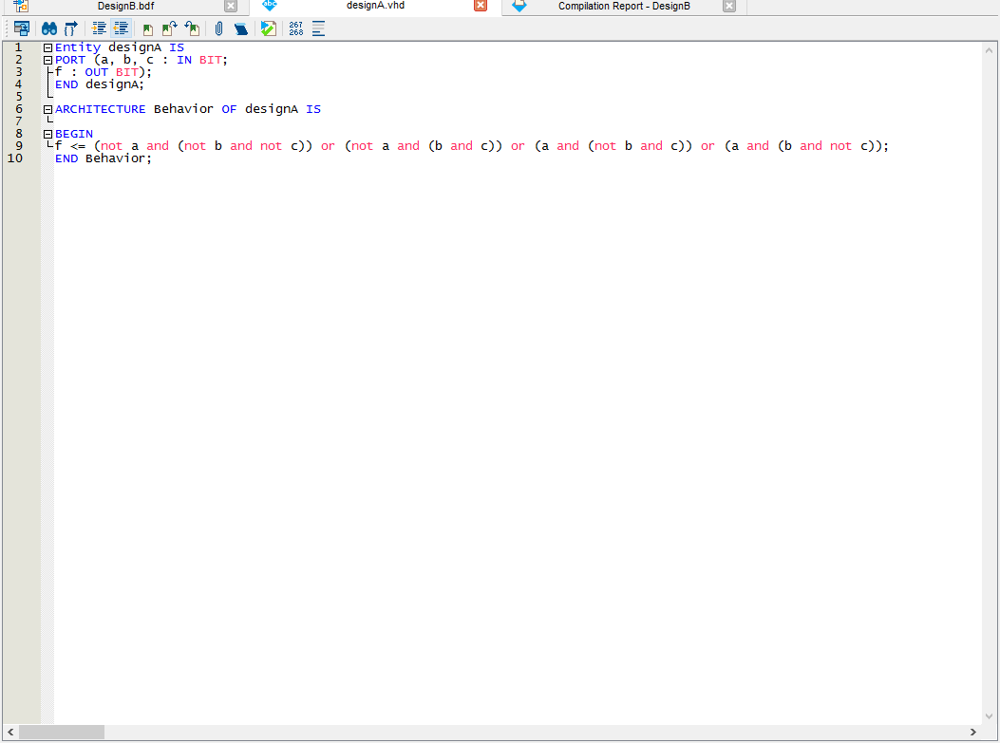 DesignB.bdf designA.vhd Compilation Report - DesignB
abc
267
268
1 Entity designA IS
2 PORT (a, b, c : IN BIT;
3 f : OUT BIT);
4 END designA;
5
6 ARCHITECTURE Behavior OF designA IS
7
8 BEGIN
9 f <= (not a and (not b and not c)) or (not a and (b and c)) or (a and (not b and c)) or (a and (b and not c));
10 END Behavior;